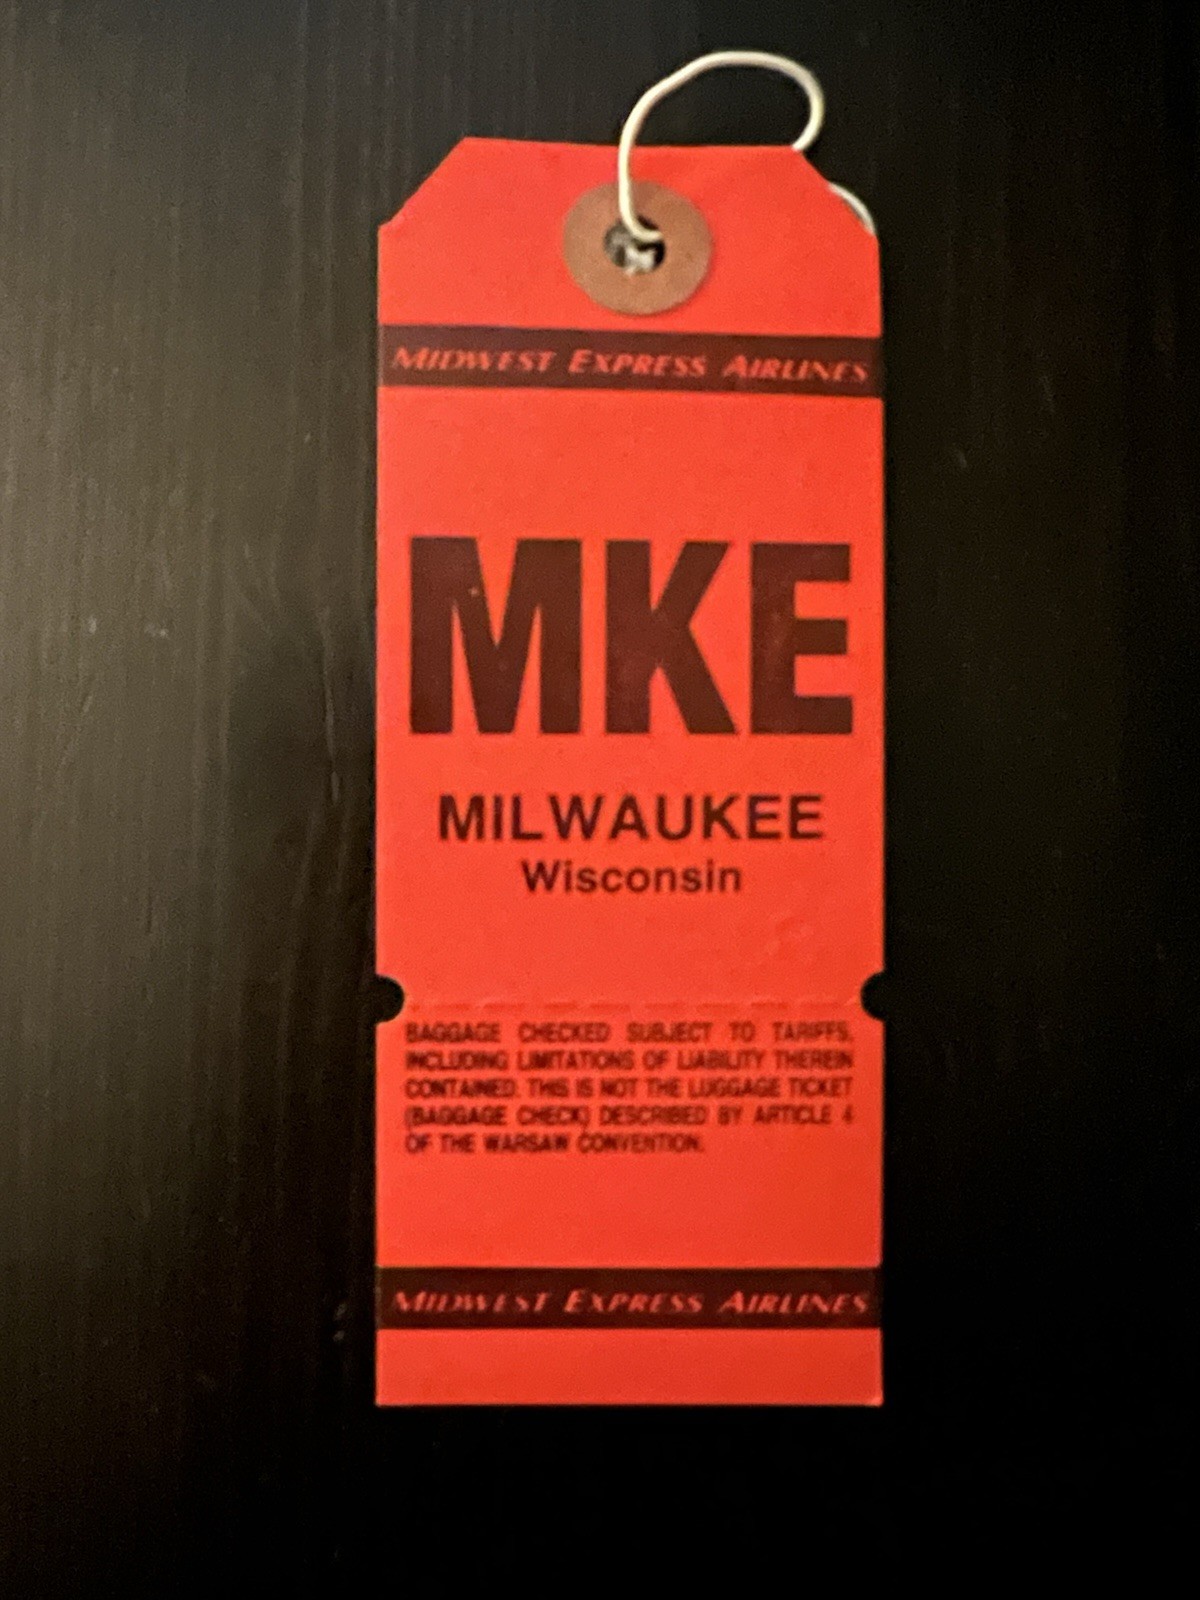 MIDWEST EXPRESS AIRLINES
MKE
MILWAUKEE
Wisconsin
BAGGAGE CHECKED SUBJECT TO TARIFFS,
INCLUDING LIMITATIONS OF LIABILITY THEREIN
CONTAINED. THIS IS NOT THE LUGGAGE TICKET
(BAGGAGE CHECK) DESCRIBED BY ARTICLE 4
OF THE WARSAW CONVENTION.
MIDWEST EXPRESS AIRLINES